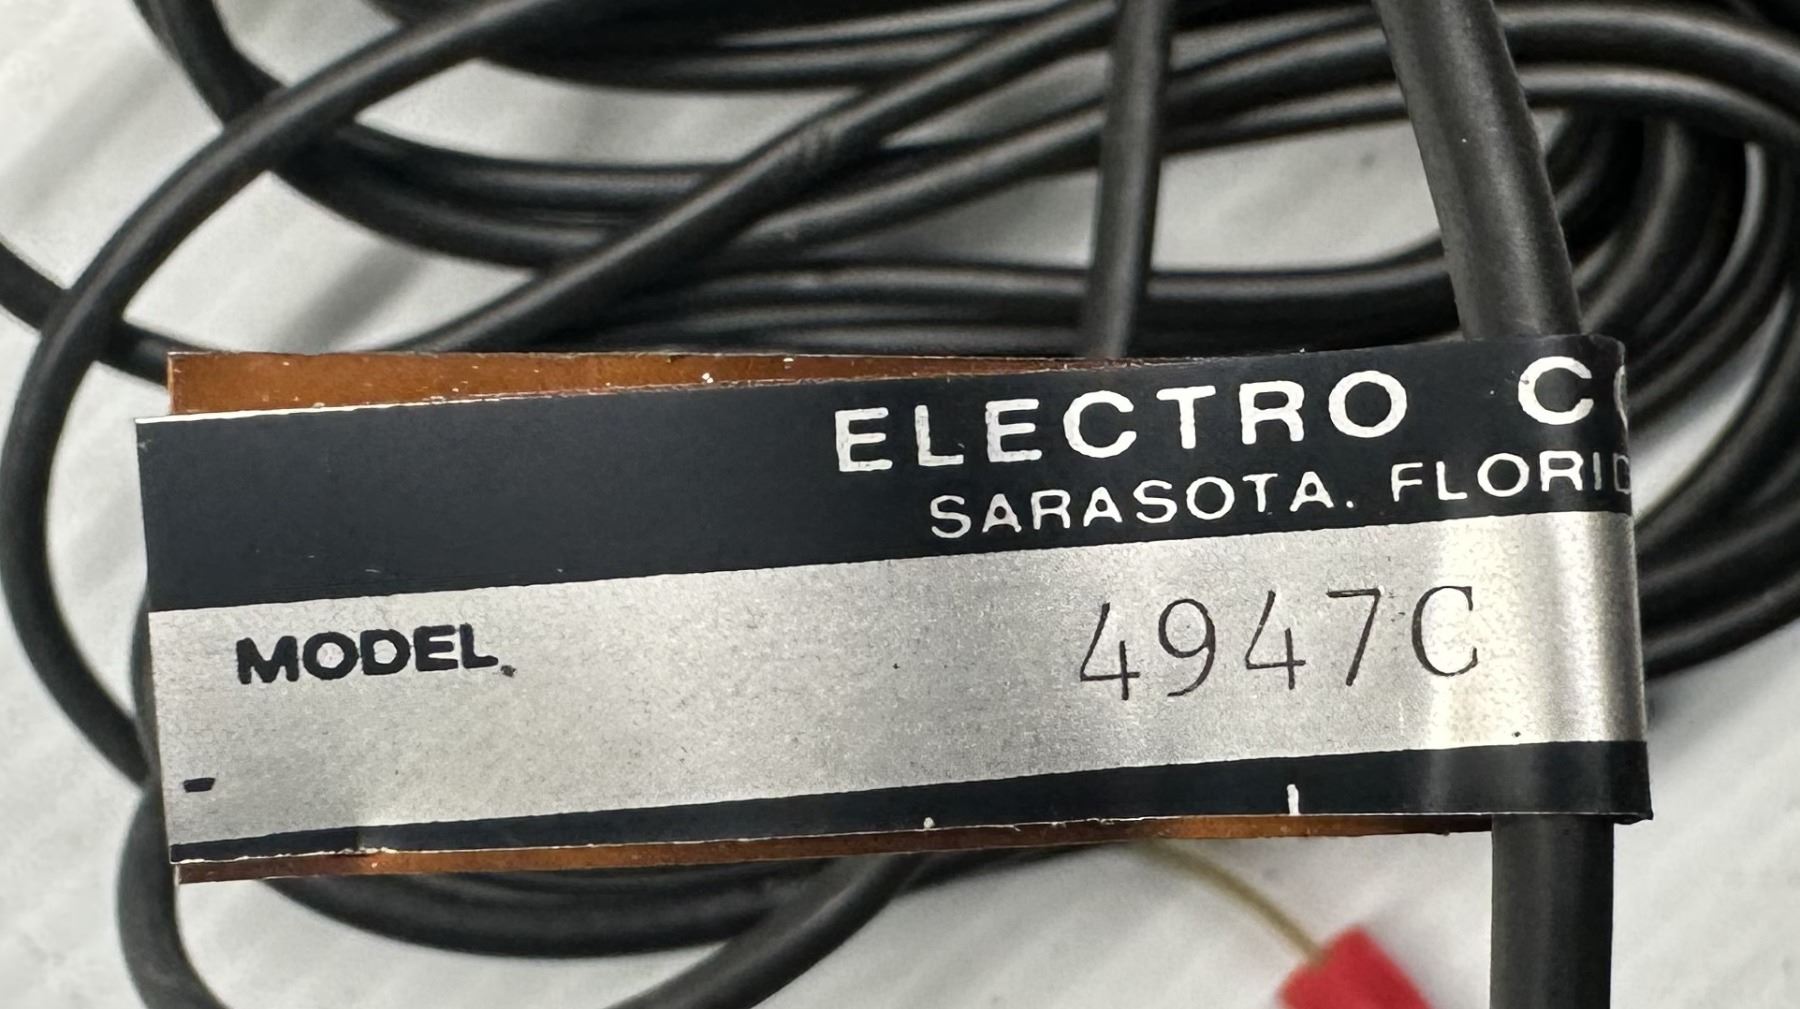 ELECTRO C
SARASOTA. FLORID
MODEL
4947C